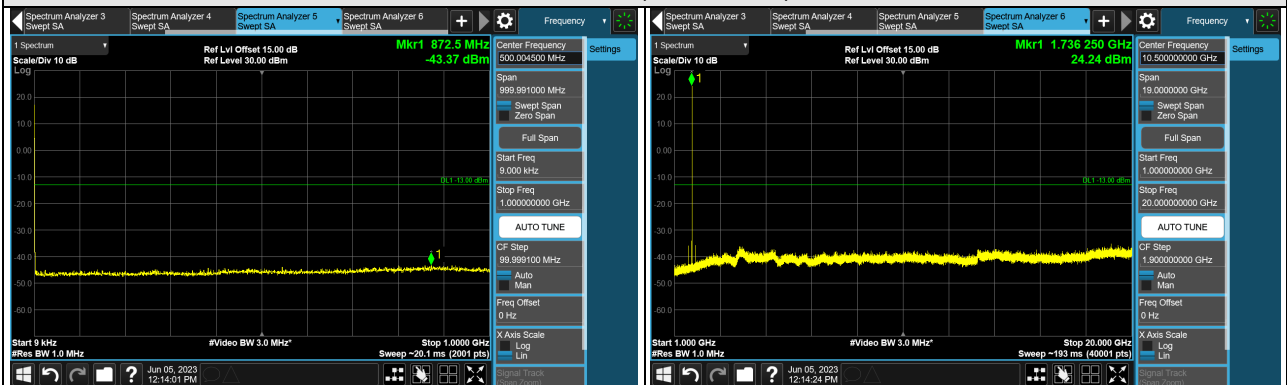 Spectrum Analyzer 3
Swept SA
Spectrum Analyzer 4
Swept SA
Spectrum Analyzer 5
Swept SA
Spectrum Analyzer 6
Swept SA
Frequency
1 Spectrum
Scale/Div 10 dB
Log
Ref Lvl Offset 15.00 dB
Ref Level 30.00 dBm
Mkr1 872.5 MHz
-43.37 dBm
20.0
10.0
0.00
-10.0
-20.0
-30.0
-40.0
-50.0
-60.0
DL1 -13.00 dBm
1
Start 9 kHz
#Res BW 1.0 MHz
#Video BW 3.0 MHz*
Stop 1.0000 GHz
Sweep ~20.1 ms (2001 pts)
Center Frequency
500.004500 MHz
Span
999.991000 MHz
Swept Span
Zero Span
Full Span
Start Freq
9.000 kHz
Stop Freq
1.000000000 GHz
AUTO TUNE
CF Step
99.999100 MHz
Auto
Man
Freq Offset
0 Hz
X Axis Scale
Log
Lin
Signal Track
(Span Zoom)
Settings
?
Jun 05, 2023
12:14:01 PM
Spectrum Analyzer 3
Swept SA
Spectrum Analyzer 4
Swept SA
Spectrum Analyzer 5
Swept SA
Spectrum Analyzer 6
Swept SA
Frequency
1 Spectrum
Scale/Div 10 dB
Log
Ref Lvl Offset 15.00 dB
Ref Level 30.00 dBm
Mkr1 1.736 250 GHz
24.24 dBm
1
20.0
10.0
0.00
-10.0
-20.0
-30.0
-40.0
-50.0
-60.0
DL1 -13.00 dBm
Start 1.000 GHz
#Res BW 1.0 MHz
#Video BW 3.0 MHz*
Stop 20.000 GHz
Sweep ~193 ms (40001 pts)
Center Frequency
10.500000000 GHz
Span
19.0000000 GHz
Swept Span
Zero Span
Full Span
Start Freq
1.000000000 GHz
Stop Freq
20.000000000 GHz
AUTO TUNE
CF Step
1.900000000 GHz
Auto
Man
Freq Offset
0 Hz
X Axis Scale
Log
Lin
Signal Track
(Span Zoom)
Settings
?
Jun 05, 2023
12:14:24 PM